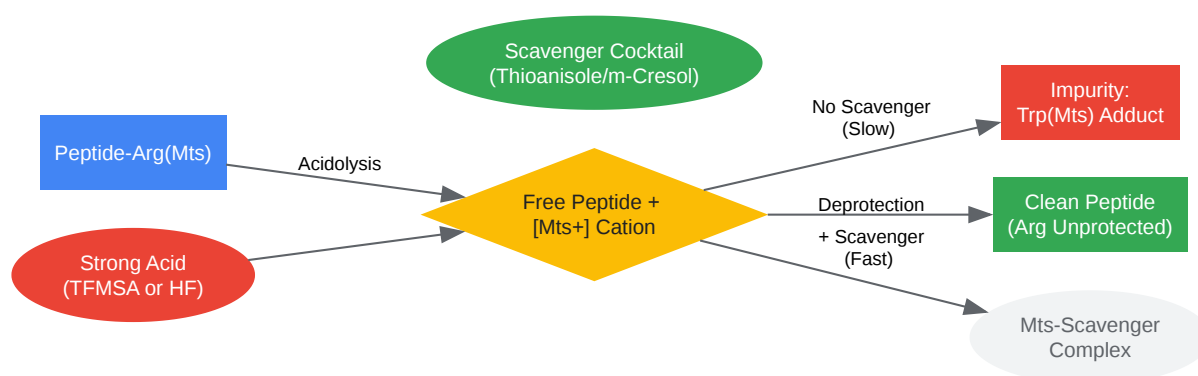 Scavenger Cocktail
(Thioanisole/m-Cresol)
Peptide-Arg(Mts)
Acidolysis
Strong Acid
(TFMSA or HF)
Free Peptide +
[Mts+] Cation
No Scavenger
(Slow)
Impurity:
Trp(Mts) Adduct
Deprotection
Clean Peptide
(Arg Unprotected)
+ Scavenger
(Fast)
Mts-Scavenger
Complex